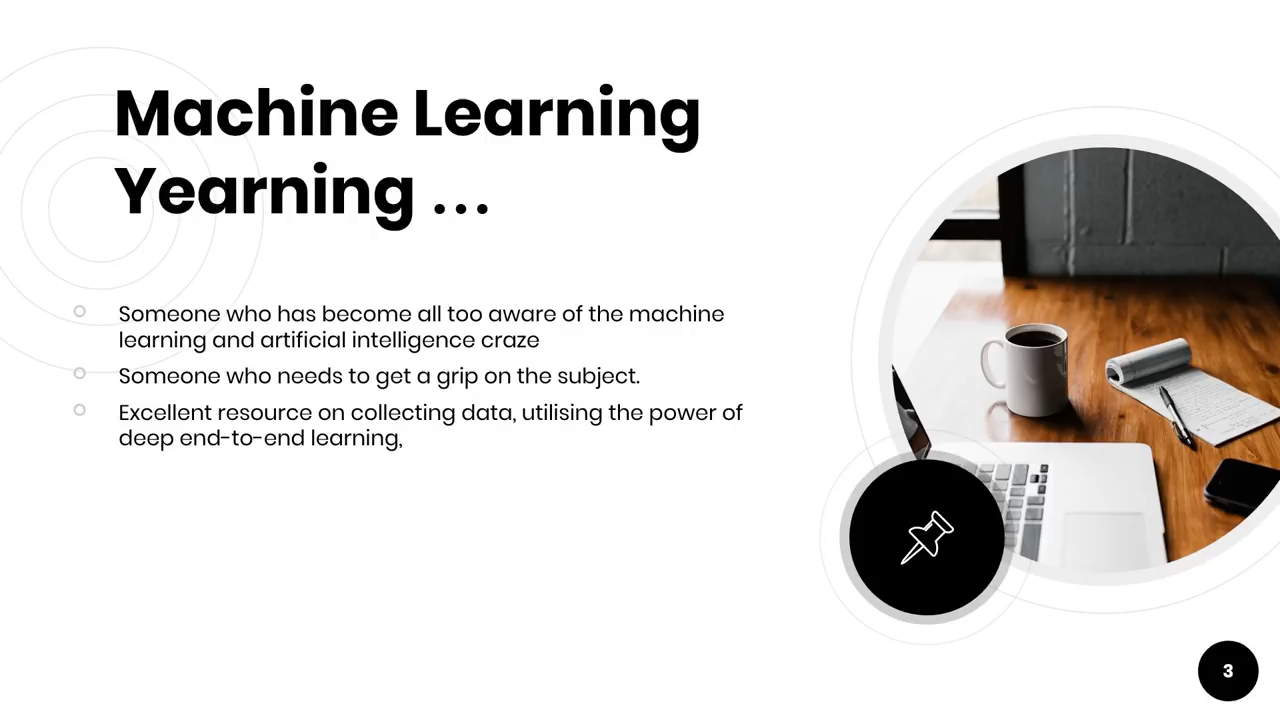 Machine Learning
Yearning ...
Someone who has become all too aware of the machine
learning and artificial intelligence craze
Someone who needs to get a grip on the subject.
Excellent resource on collecting data, utilising the power of
deep end-to-end learning,
3